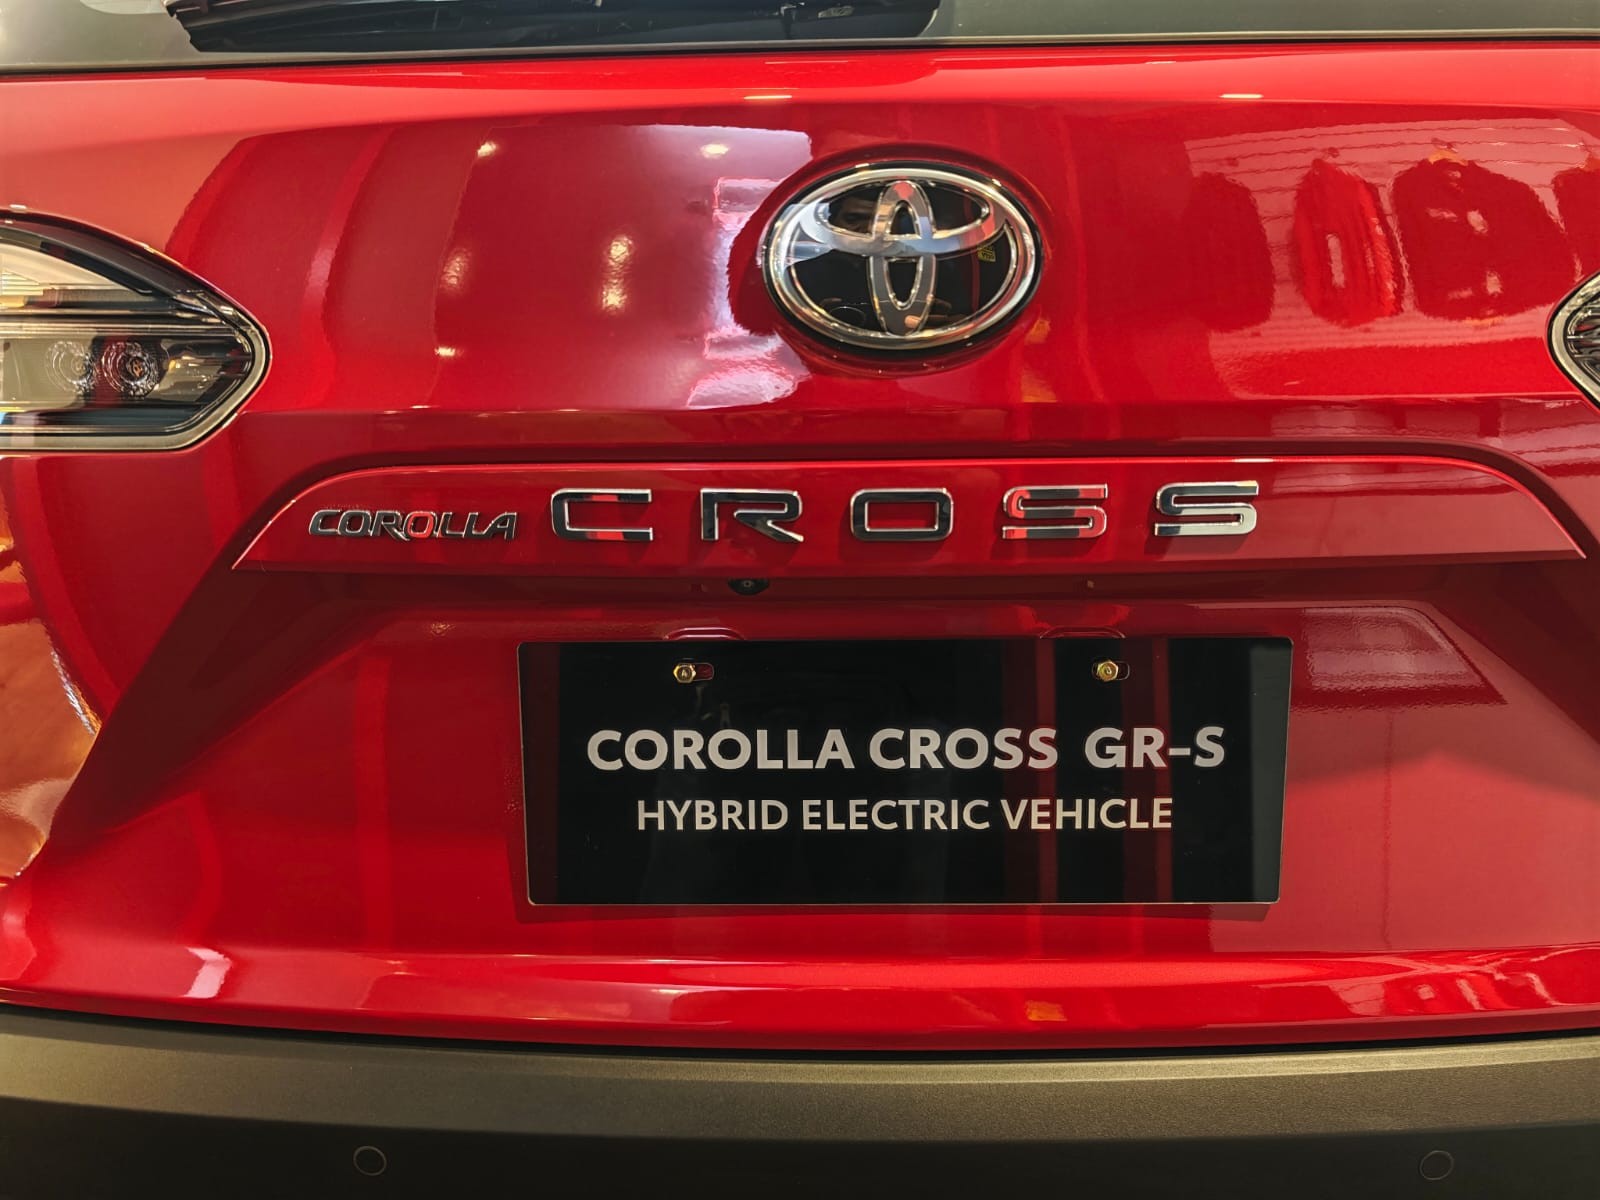 COROLLA CROSS
COROLLA CROSS GR-S
HYBRID ELECTRIC VEHICLE